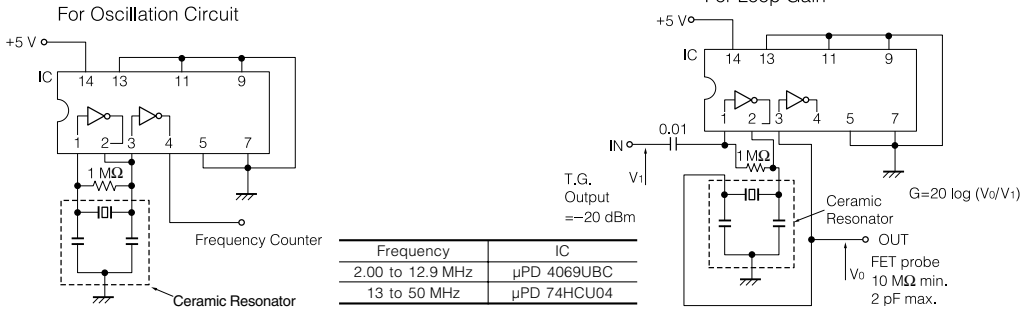 For Oscillation Circuit
+5 V
IC
14 13 11 9
1 2 3 4 5 7
1 MΩ
Frequency Counter
Ceramic Resonator
Frequency IC
2.00 to 12.9 MHz µPD 4069UBC
13 to 50 MHz µPD 74HCU04
For Loop Gain
+5V
IC
14 13 11 9
1 2 3 4 5 7
0.01
IN
1 MΩ
V1
T.G.
Output
=−20 dBm
G=20 log (V0/V1)
Ceramic
Resonator
OUT
V0
FET probe
10 MΩ min.
2 pF max.